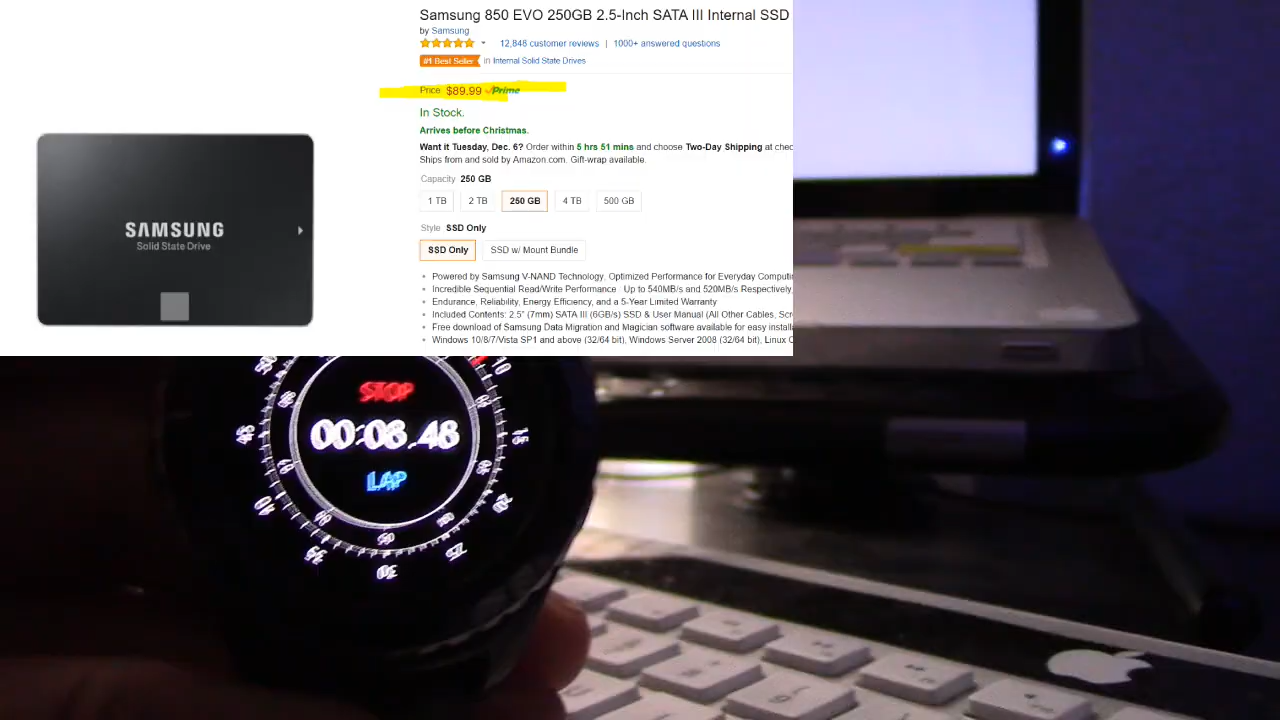 Samsung 850 EVO 250GB 2.5-Inch SATA III Internal SSD
by Samsung
12,848 customer reviews | 1000+ answered questions
#1 Best Seller in Internal Solid State Drives
Price $89.99 Prime
In Stock.
Arrives before Christmas.
Want it Tuesday, Dec. 6? Order within 5 hrs 51 mins and choose Two-Day Shipping at
Ships from and sold by Amazon.com. Gift-wrap available.
Capacity 250 GB
1 TB 2 TB 250 GB 4 TB 500 GB
Style SSD Only
SSD Only SSD w/ Mount Bundle
Powered by Samsung V-NAND Technology, Optimized Performance for Everyday
Incredible Sequential Read/Write Performance Up to 540MB/s and 520MB/s Respectively,
Endurance, Reliability, Energy Efficiency, and a 5-Year Limited Warranty
Included Contents: 2.5" (7mm) SATA III (6GB/s) SSD & User Manual (All Other Cables,
Free download of Samsung Data Migration and Magician software available for easy
Windows 10/8/7/Vista SP1 and above (32/64 bit), Windows Server 2008 (32/64 bit), Linux
SAMSUNG
Solid State Drive
STOP
00:08.48
LAP
10
15
20
25
30
35
40
45